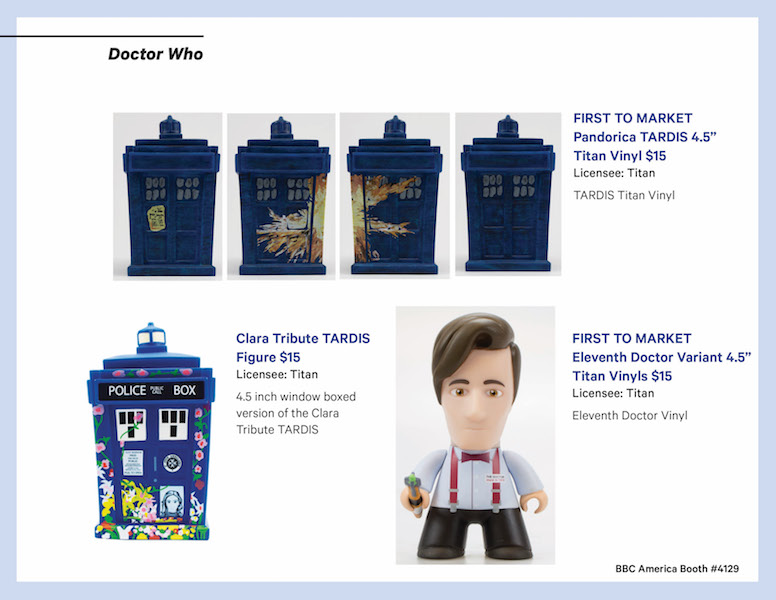 Doctor Who
FIRST TO MARKET
Pandorica TARDIS 4.5”
Titan Vinyl $15
Licensee: Titan
TARDIS Titan Vinyl
Clara Tribute TARDIS
Figure $15
Licensee: Titan
4.5 inch window boxed
version of the Clara
Tribute TARDIS
POLICE PUBLIC CALL BOX
FIRST TO MARKET
Eleventh Doctor Variant 4.5”
Titan Vinyls $15
Licensee: Titan
Eleventh Doctor Vinyl
BBC America Booth #4129